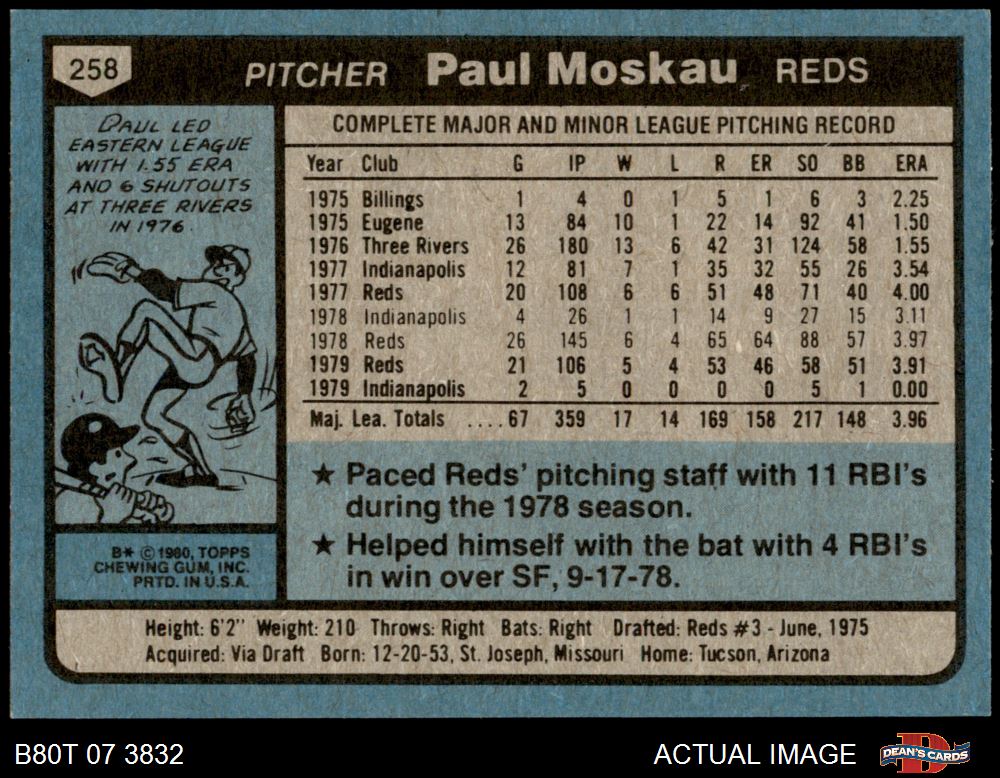 258
PITCHER Paul Moskau REDS
PAUL LED
EASTERN LEAGUE
WITH 1.55 ERA
AND 6 SHUTOUTS
AT THREE RIVERS
IN 1976.
B* © 1980, TOPPS
CHEWING GUM, INC.
PRTD. IN U.S.A.
COMPLETE MAJOR AND MINOR LEAGUE PITCHING RECORD
Year Club G IP W L R ER SO BB ERA
1975 Billings 1 4 0 1 5 1 6 3 2.25
1975 Eugene 13 84 10 1 22 14 92 41 1.50
1976 Three Rivers 26 180 13 6 42 31 124 58 1.55
1977 Indianapolis 12 81 7 1 35 32 55 26 3.54
1977 Reds 20 108 6 6 51 48 71 40 4.00
1978 Indianapolis 4 26 1 1 14 9 27 15 3.11
1978 Reds 26 145 6 4 65 64 88 57 3.97
1979 Reds 21 106 5 4 53 46 58 51 3.91
1979 Indianapolis 2 5 0 0 0 0 5 1 0.00
Maj. Lea. Totals ....67 359 17 14 169 158 217 148 3.96
★ Paced Reds' pitching staff with 11 RBI's
during the 1978 season.
★ Helped himself with the bat with 4 RBI's
in win over SF, 9-17-78.
Height: 6'2" Weight: 210 Throws: Right Bats: Right Drafted: Reds #3 - June, 1975
Acquired: Via Draft Born: 12-20-53, St. Joseph, Missouri Home: Tucson, Arizona
B80T 07 3832
ACTUAL IMAGE
D
DEAN'S CARDS